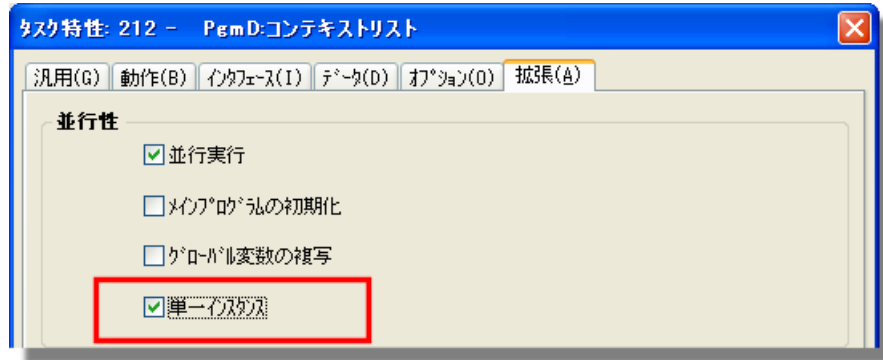 ﾀｽｸ特性: 212 -   PgmD:コンテキストリスト
汎用(G) 動作(B) ｲﾝﾀﾌｪｰｽ(I) ﾃﾞｰﾀ(D) ｵﾌﾟｼｮﾝ(O) 拡張(A)
並行性
並行実行
ﾒｲﾝﾌﾟﾛｸﾞﾗﾑの初期化
ｸﾞﾛｰﾊﾞﾙ変数の複写
単一ｲﾝｽﾀﾝｽ